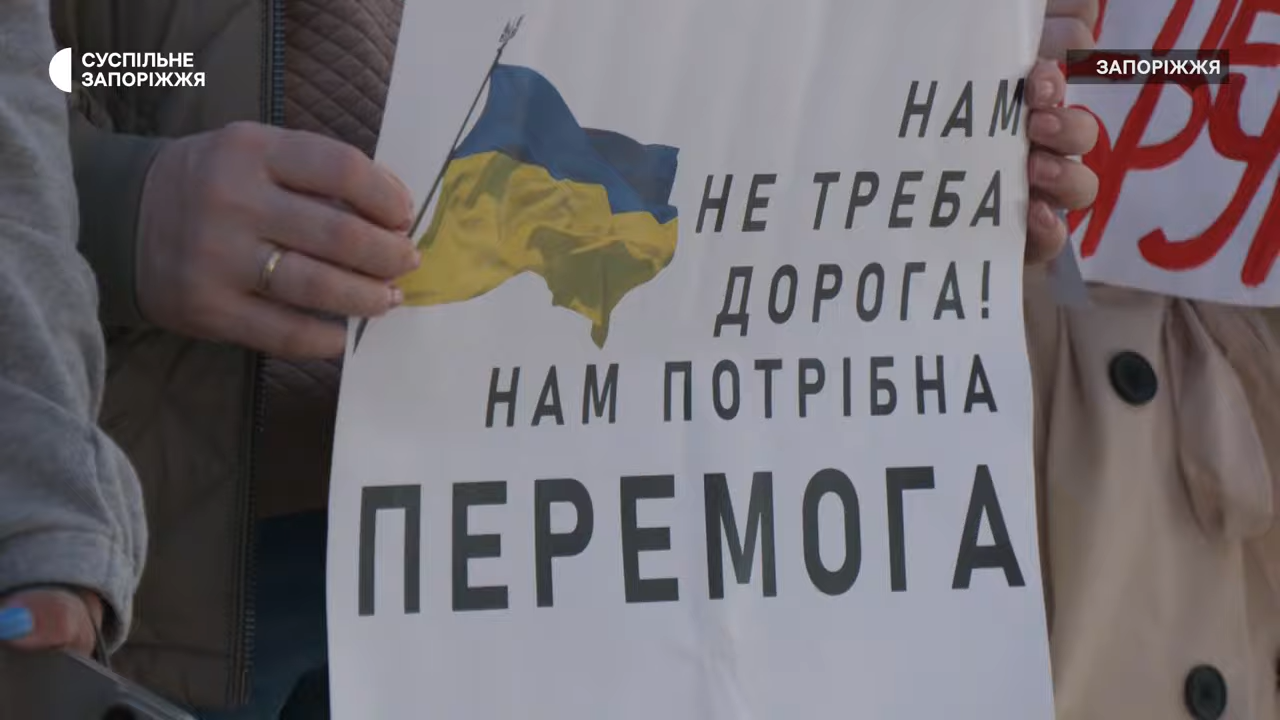 СУСПІЛЬНЕ
ЗАПОРІЖЖЯ
ЗАПОРІЖЖЯ
НАМ
НЕ ТРЕБА
ДОРОГА!
НАМ ПОТРІБНА
ПЕРЕМОГА